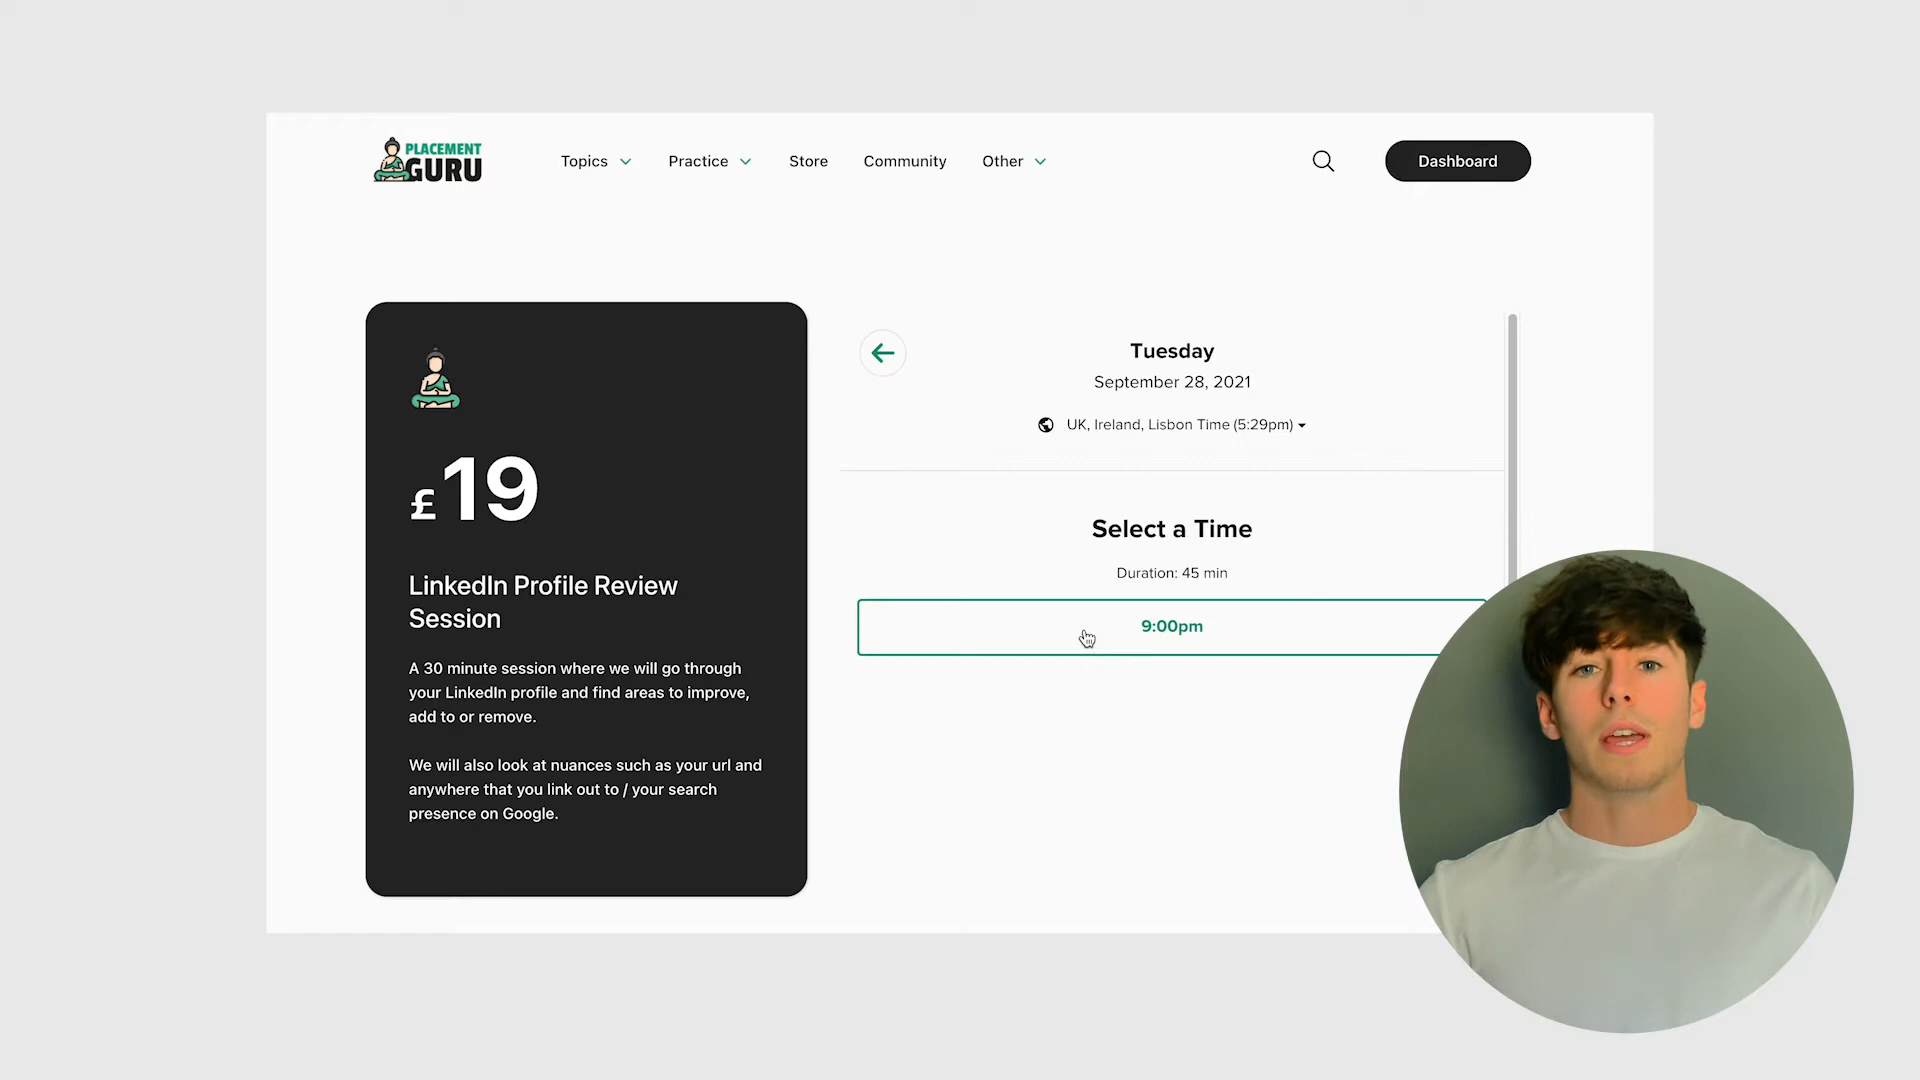 PLACEMENT
GURU
Topics
Practice
Store
Community
Other
Dashboard
£19
LinkedIn Profile Review
Session
A 30 minute session where we will go through
your LinkedIn profile and find areas to improve,
add to or remove.
We will also look at nuances such as your url and
anywhere that you link out to / your search
presence on Google.
Tuesday
September 28, 2021
UK, Ireland, Lisbon Time (5:29pm)
Select a Time
Duration: 45 min
9:00pm